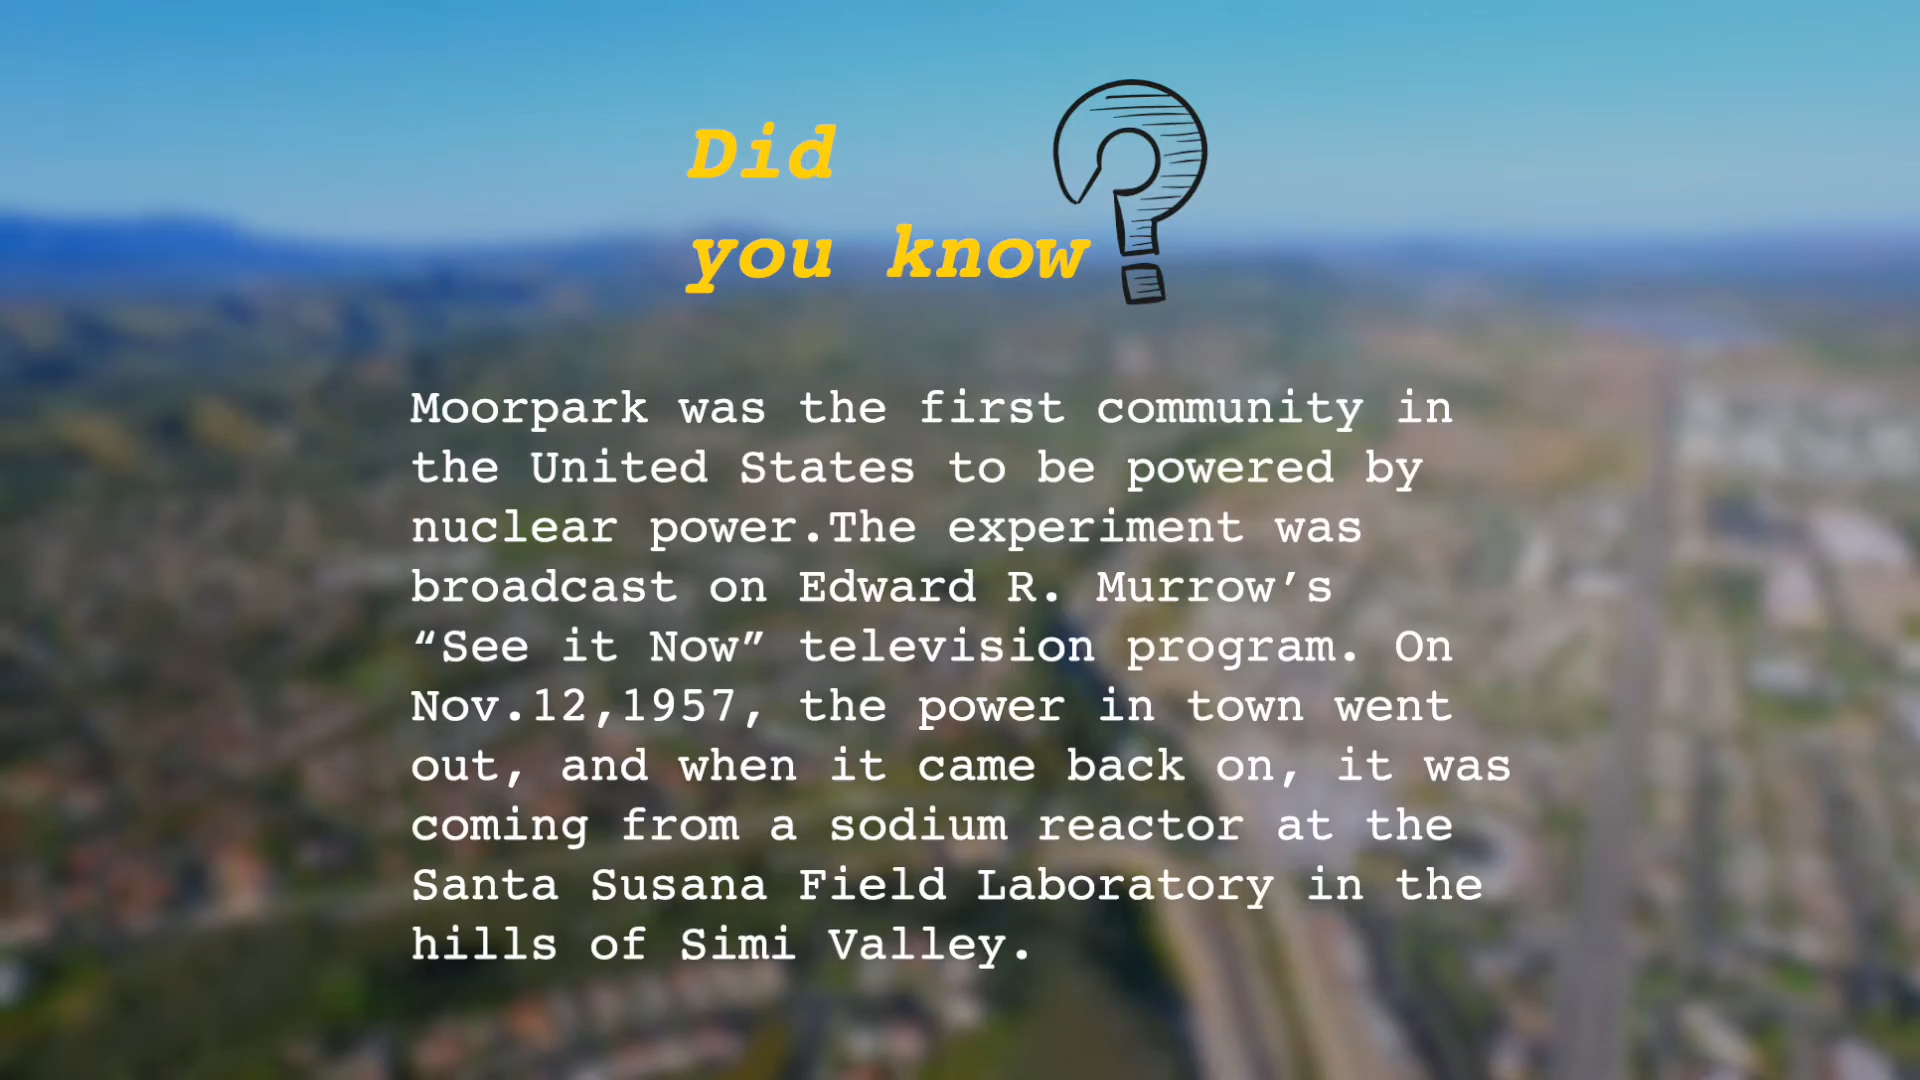 Did
you know?
Moorpark was the first community in
the United States to be powered by
nuclear power.The experiment was
broadcast on Edward R. Murrow’s
“See it Now” television program. On
Nov.12,1957, the power in town went
out, and when it came back on, it was
coming from a sodium reactor at the
Santa Susana Field Laboratory in the
hills of Simi Valley.